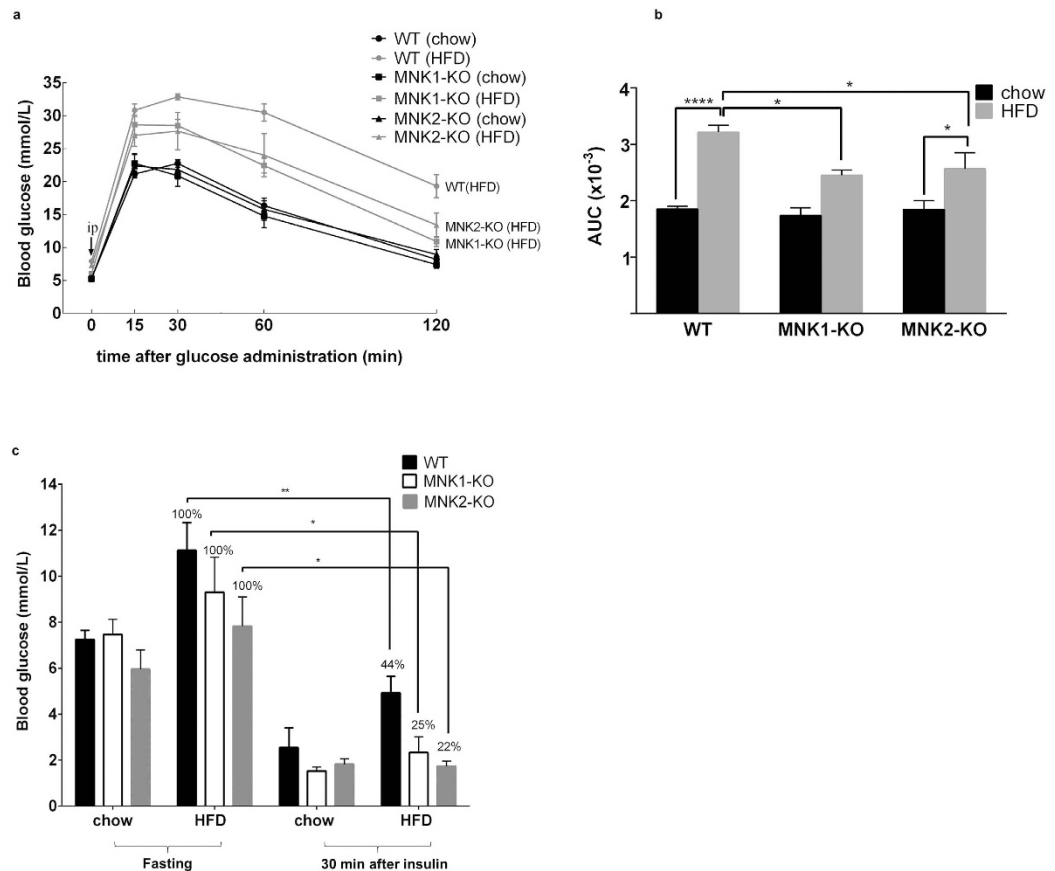 a
WT (chow)
WT (HFD)
MNK1-KO (chow)
MNK1-KO (HFD)
MNK2-KO (chow)
MNK2-KO (HFD)
Blood glucose (mmol/L)
35
30
25
20
15
10
5
0
ip
WT(HFD)
MNK2-KO (HFD)
MNK1-KO (HFD)
0 15 30 60 120
time after glucose administration (min)
b
chow
HFD
AUC (x10⁻³)
4
3
2
1
**** * * *
WT MNK1-KO MNK2-KO
c
WT
MNK1-KO
MNK2-KO
Blood glucose (mmol/L)
14
12
10
8
6
4
2
0
**
*
*
100%
100%
100%
44%
25%
22%
chow HFD chow HFD
Fasting 30 min after insulin